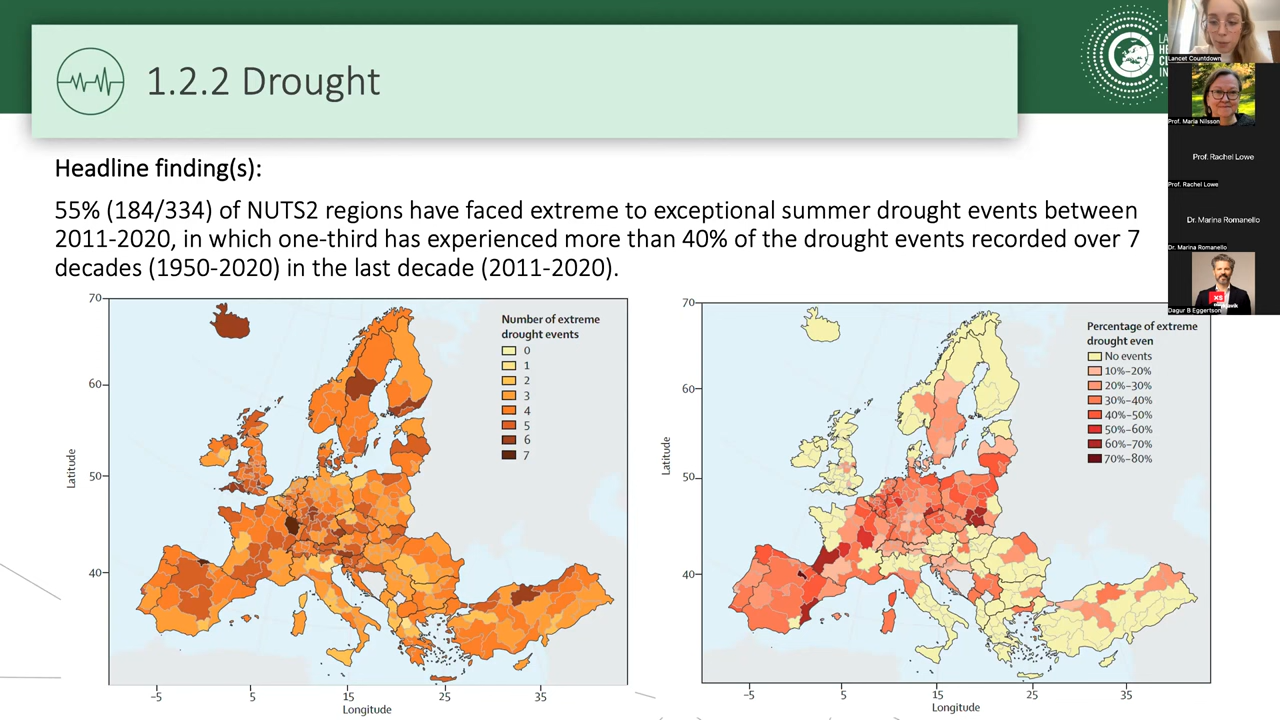 1.2.2 Drought
Headline finding(s):
55% (184/334) of NUTS2 regions have faced extreme to exceptional summer drought events between
2011-2020, in which one-third has experienced more than 40% of the drought events recorded over 7
decades (1950-2020) in the last decade (2011-2020).
70
60
50
40
Latitude
-5
5
15
25
35
Longitude
Number of extreme
drought events
0
1
2
3
4
5
6
7
70
60
50
40
Latitude
-5
5
15
25
35
Longitude
Percentage of extreme
drought even
No events
10%–20%
20%–30%
30%–40%
40%–50%
50%–60%
60%–70%
70%–80%
Lancet Countdown
Prof. Maria Nilsson
Prof. Rachel Lowe
Prof. Rachel Lowe
Dr. Marina Romanello
Dr. Marina Romanello
XS
Dagur B Eggertson